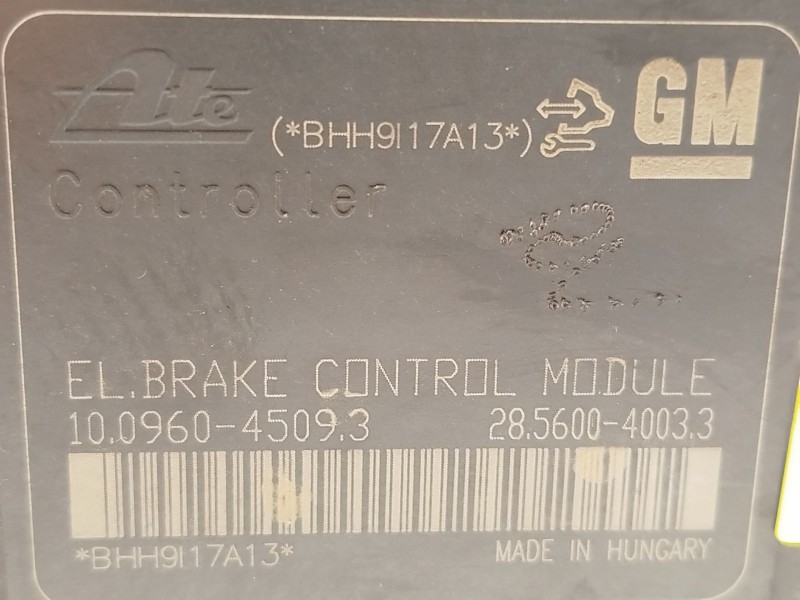 Ate (*BHH9I17A13*) GM
Controller
EL.BRAKE CONTROL MODULE
10.0960-4509.3 28.5600-4003.3
*BHH9I17A13* MADE IN HUNGARY